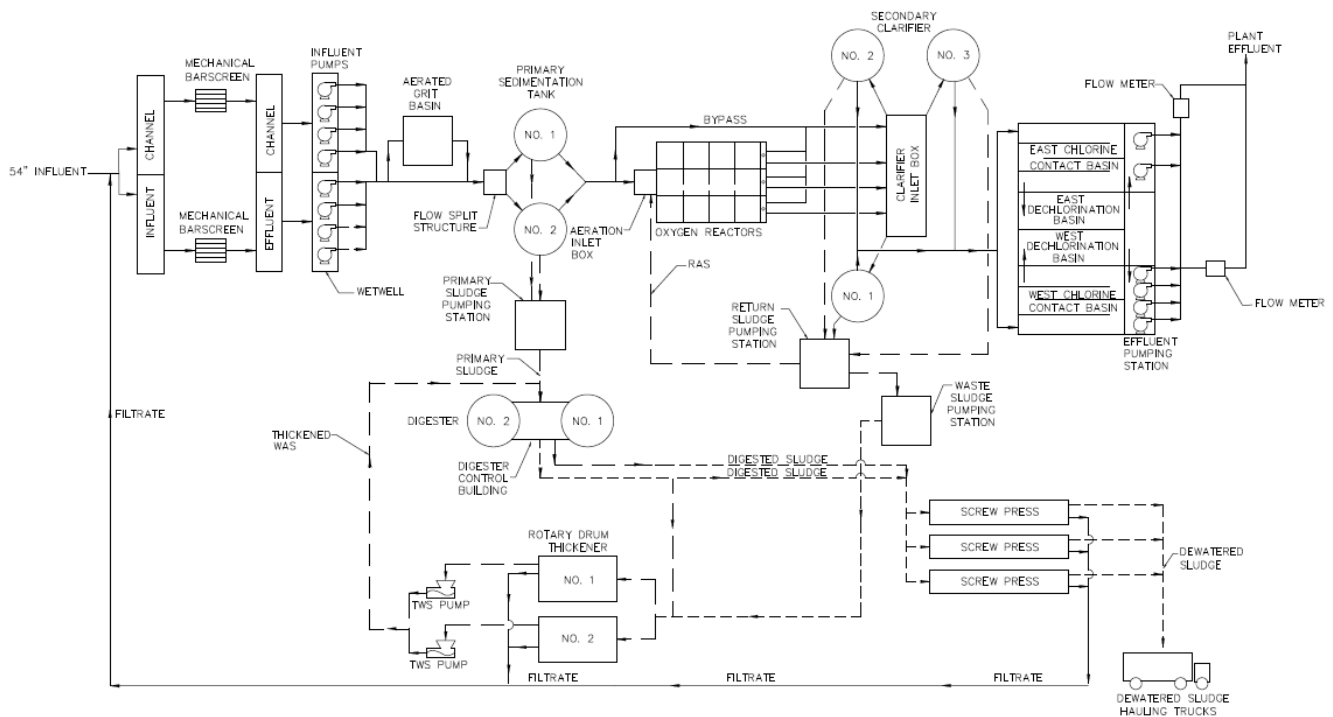 SECONDARY
CLARIFIER
NO. 2
NO. 3
PLANT
EFFLUENT
INFLUENT
PUMPS
MECHANICAL
BARSCREEN
AERATED
GRIT
BASIN
PRIMARY
SEDIMENTATION
TANK
FLOW METER
CHANNEL
CHANNEL
NO. 1
BYPASS
EAST CHLORINE
CONTACT BASIN
54" INFLUENT
CLARIFIER
INLET BOX
INFLUENT
EFFLUENT
MECHANICAL
BARSCREEN
FLOW SPLIT
STRUCTURE
NO. 2
AERATION INLET
BOX
OXYGEN REACTORS
EAST
DECHLORINATION
BASIN
WEST
DECHLORINATION
BASIN
WETWELL
RAS
PRIMARY
SLUDGE
PUMPING
STATION
NO. 1
WEST CHLORINE
CONTACT BASIN
FLOW METER
RETURN
SLUDGE
PUMPING
STATION
EFFLUENT
PUMPING
STATION
PRIMARY
SLUDGE
FILTRATE
THICKENED
WAS
DIGESTER
NO. 2
NO. 1
WASTE
SLUDGE
PUMPING
STATION
DIGESTER
CONTROL
BUILDING
DIGESTED SLUDGE
DIGESTED SLUDGE
SCREW PRESS
SCREW PRESS
SCREW PRESS
DEWATERED
SLUDGE
ROTARY DRUM
THICKENER
NO. 1
TWS PUMP
NO. 2
TWS PUMP
FILTRATE
FILTRATE
FILTRATE
DEWATERED SLUDGE
HAULING TRUCKS